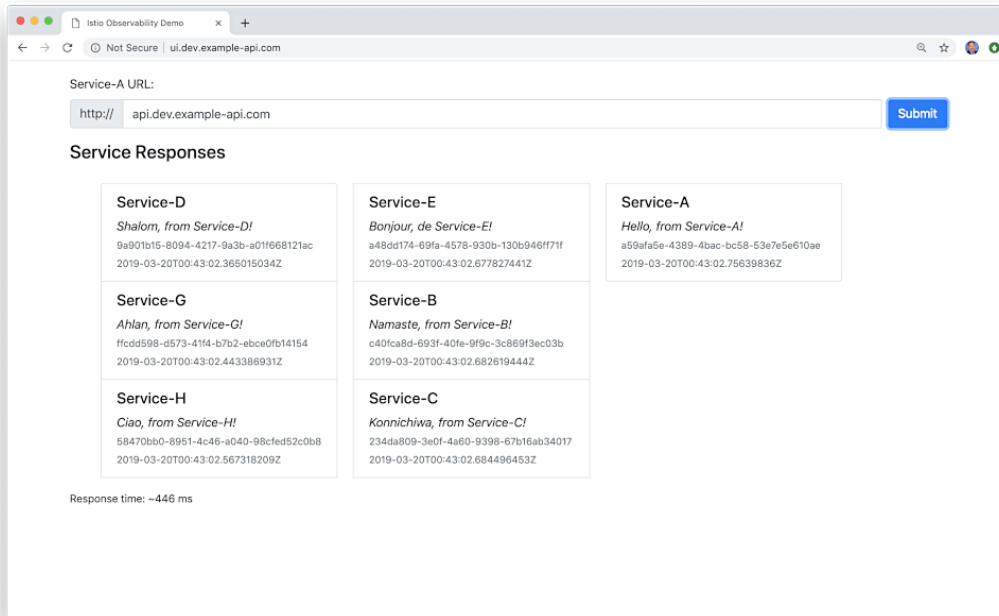 Istio Observability Demo
Not Secure | ui.dev.example-api.com
Service-A URL:
http:// api.dev.example-api.com Submit
Service Responses
Service-D
Shalom, from Service-D!
9a901b15-8094-4217-9a3b-a01f668121ac
2019-03-20T00:43:02.365015034Z
Service-G
Ahlan, from Service-G!
ffcdd598-d573-41f4-b7b2-ebce0fb14154
2019-03-20T00:43:02.443386931Z
Service-H
Ciao, from Service-H!
58470bb0-8951-4c46-a040-98cfed52c0b8
2019-03-20T00:43:02.567318209Z
Service-E
Bonjour, de Service-E!
a48dd174-69fa-4578-930b-130b946ff71f
2019-03-20T00:43:02.677827441Z
Service-B
Namaste, from Service-B!
c40fca8d-693f-40fe-9f9c-3c869f3ec03b
2019-03-20T00:43:02.682619444Z
Service-C
Konnichiwa, from Service-C!
234da809-3e0f-4a60-9398-67b16ab34017
2019-03-20T00:43:02.684496453Z
Service-A
Hello, from Service-A!
a59afa5e-4389-4bac-bc58-53e7e5e610ae
2019-03-20T00:43:02.75639836Z
Response time: ~446 ms